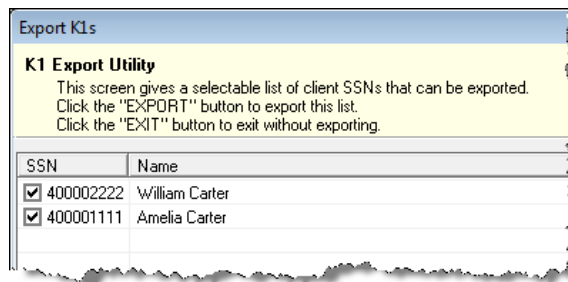 Export K1s
K1 Export Utility
This screen gives a selectable list of client SSNs that can be exported.
Click the "EXPORT" button to export this list.
Click the "EXIT" button to exit without exporting.
SSN Name
400002222 William Carter
400001111 Amelia Carter